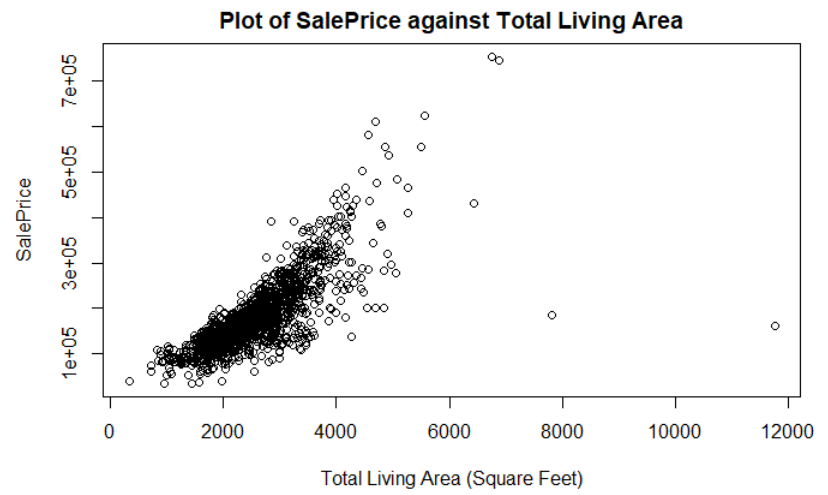 Plot of SalePrice against Total Living Area
SalePrice
7e+05
5e+05
3e+05
1e+05
0 2000 4000 6000 8000 10000 12000
Total Living Area (Square Feet)